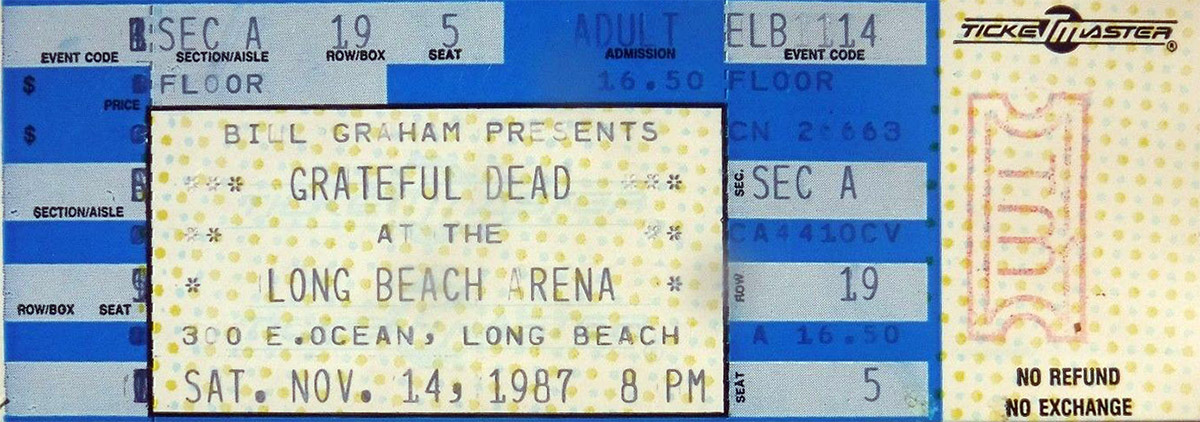 SEC A 19 5 ADULT ELB1114
EVENT CODE SECTION/AISLE ROW/BOX SEAT ADMISSION EVENT CODE
$ FLOOR 16.50 FLOOR
PRICE
$
BILL GRAHAM PRESENTS
*** GRATEFUL DEAD ***
** AT THE **
* LONG BEACH ARENA *
300 E.OCEAN, LONG BEACH
SAT. NOV. 14, 1987 8 PM
SECTION/AISLE
ROW/BOX SEAT
CN 2 663
SEC. SEC A
CA4410CV
ROW 19
A 16.50
SEAT 5
TICKETMASTER®
NO REFUND
NO EXCHANGE